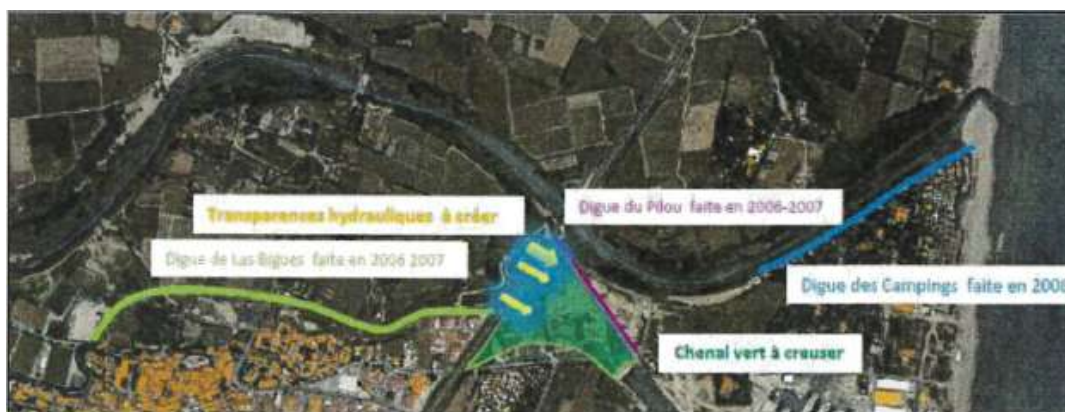 Transparences hydrauliques à créer
Digue du Pilou faite en 2006-2007
Digue de Las Bigues faite en 2006 2007
Digue des Campings faite en 2008
Chenal vert à creuser